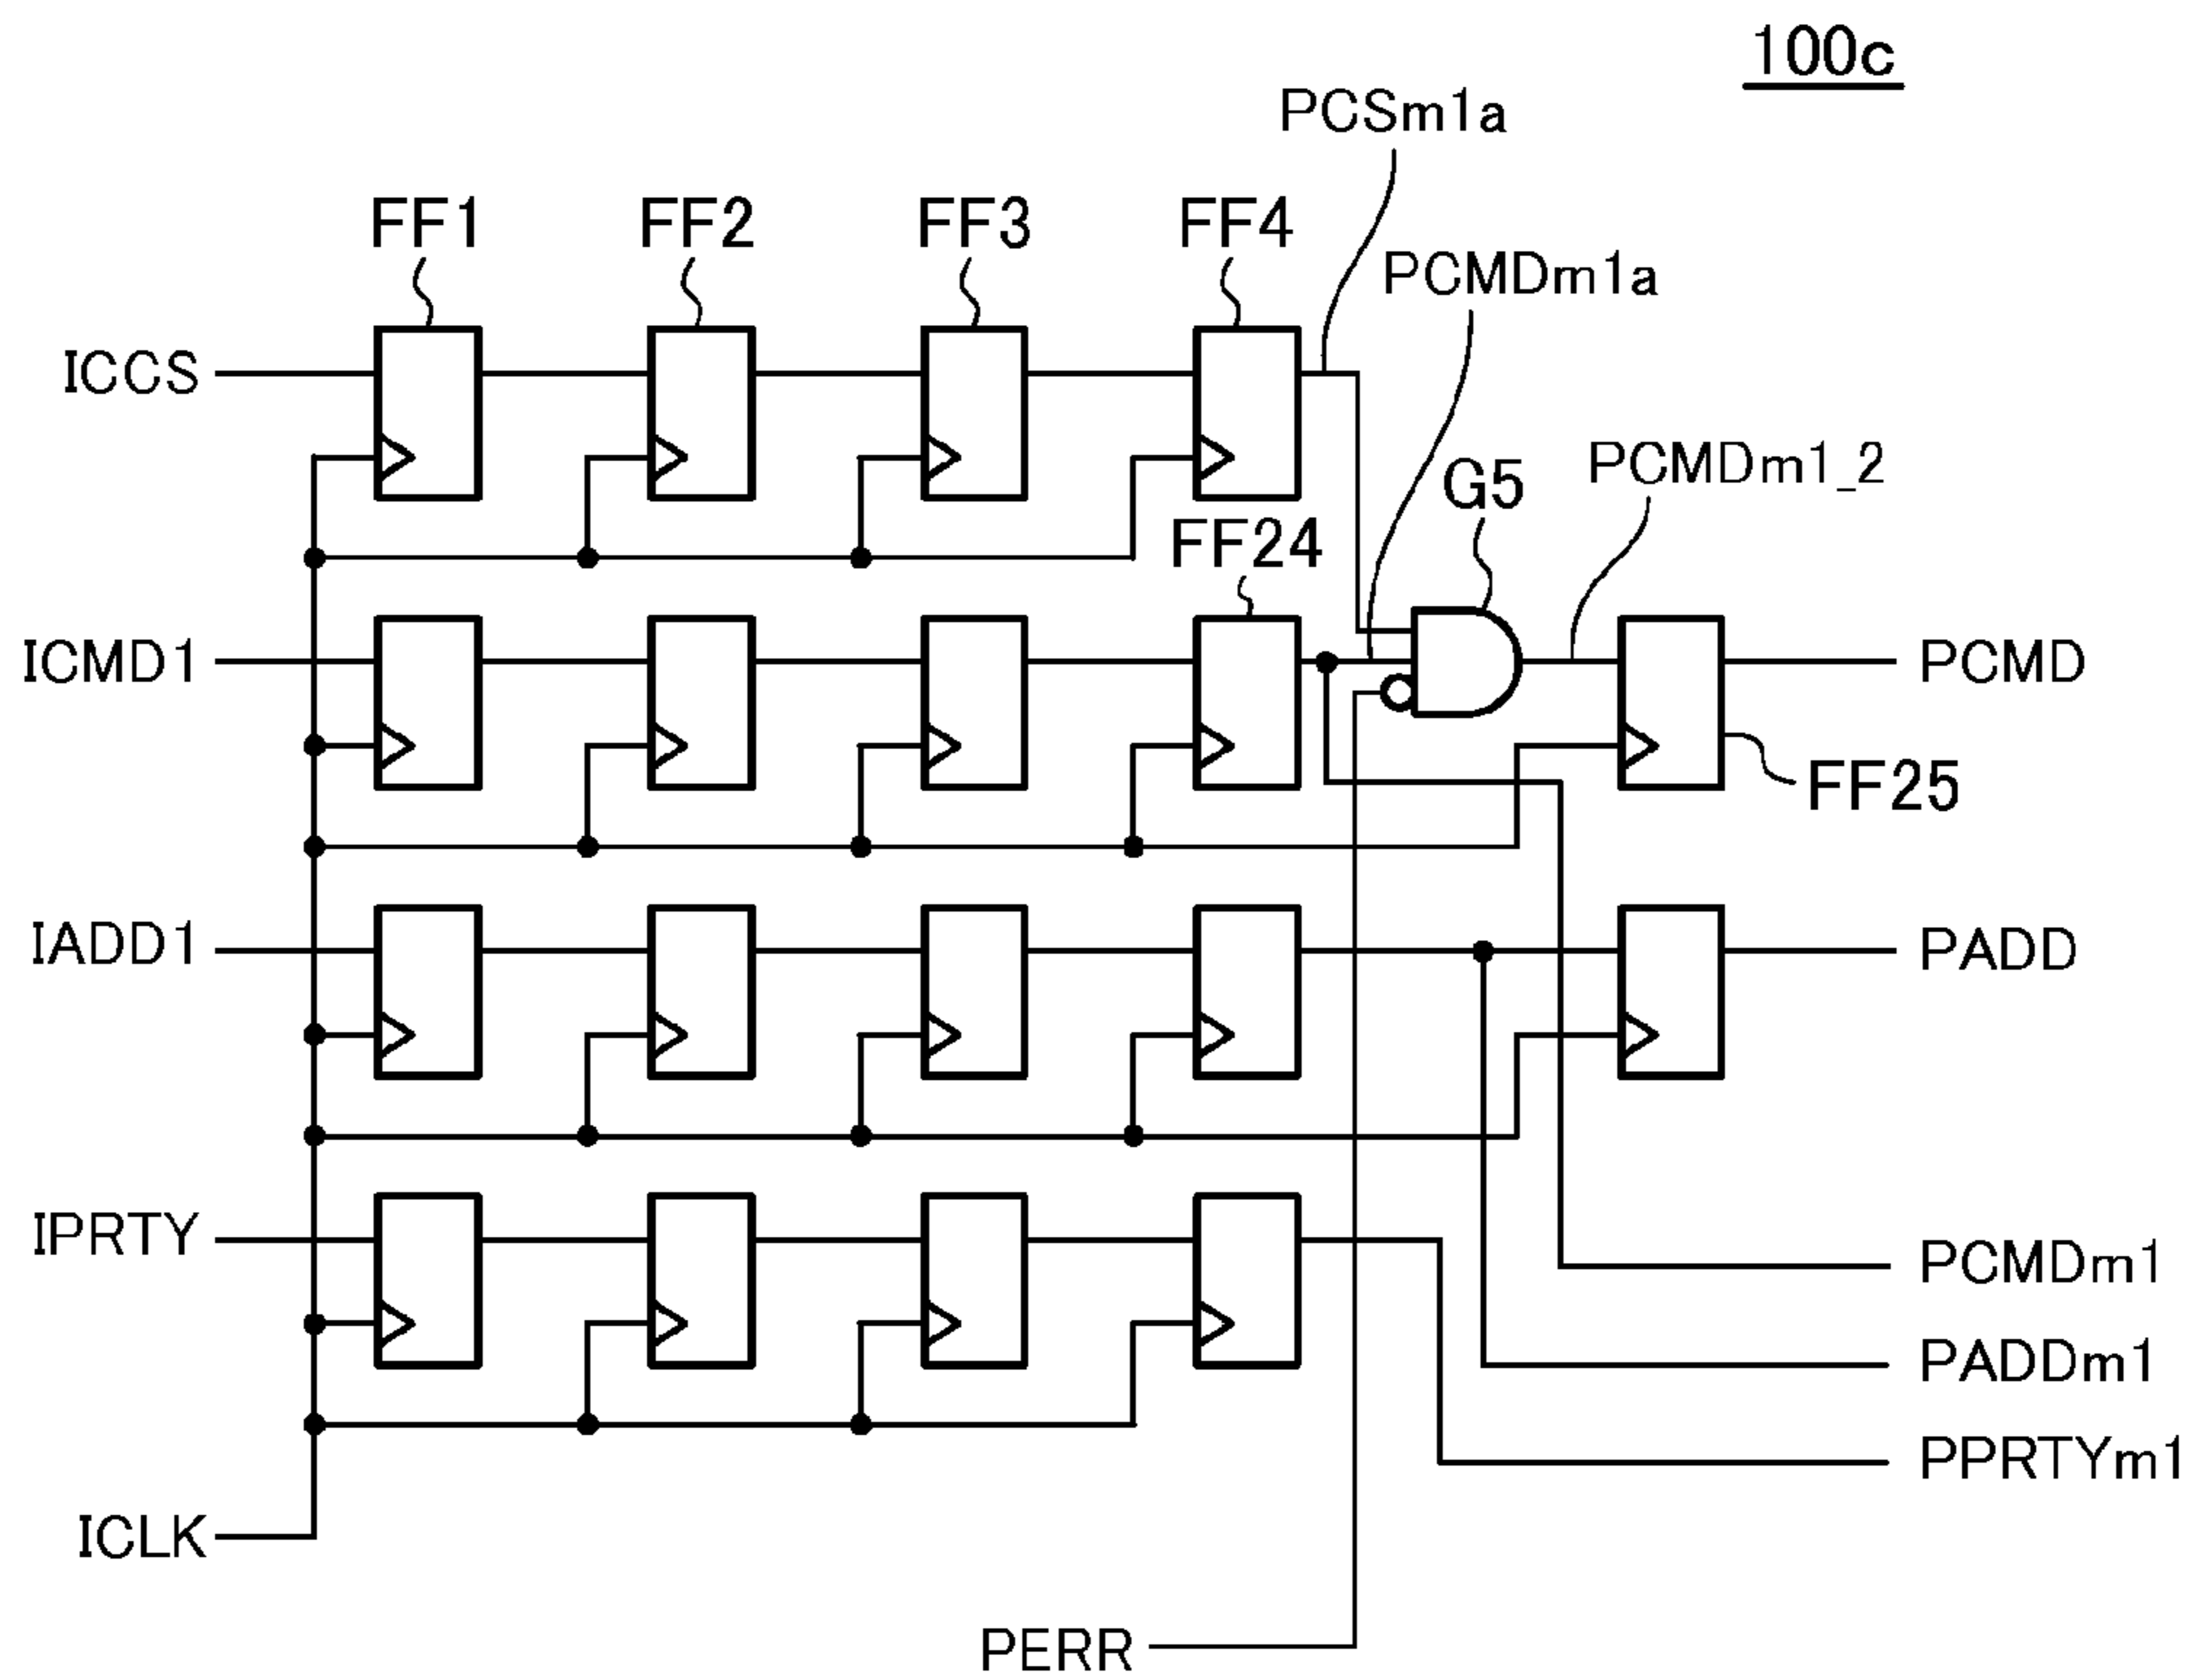 100c
PCSm1a
FF1
FF2
FF3
FF4
PCMDm1a
ICCS
G5
PCMDm1_2
FF24
ICMD1
PCMD
FF25
IADD1
PADD
IPRTY
PCMDm1
PADDm1
PPRTYm1
ICLK
PERR